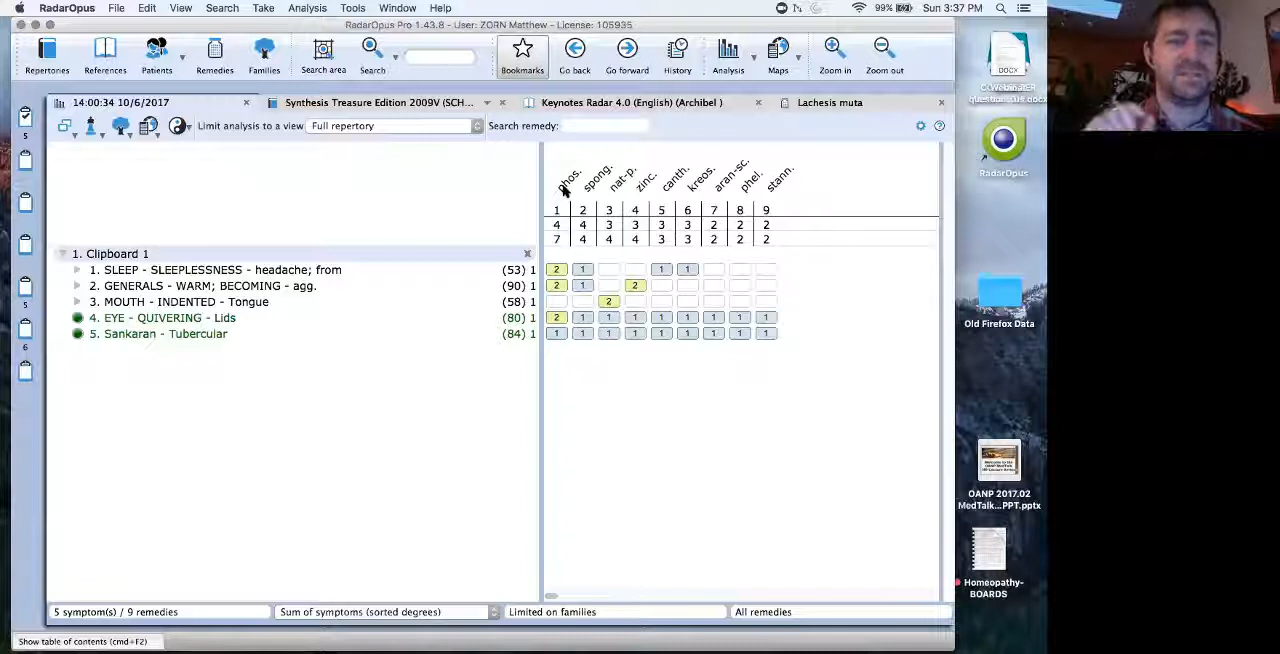 RadarOpus File Edit View Search Take Analysis Tools Window Help 99% Sun 3:37 PM
RadarOpus Pro 1.43.8 - User: ZORN Matthew - License: 105935
Repertories References Patients Remedies Families Search area Search Bookmarks Go back Go forward History Analysis Maps Zoom in Zoom out
14:00:34 10/6/2017 Synthesis Treasure Edition 2009V (SCH... Keynotes Radar 4.0 (English) (Archibel ) Lachesis muta
Limit analysis to a view Full repertory Search remedy:
phos. spong. nat-p. zinc. canth. kreos. aran-sc. phel. stann.
1 2 3 4 5 6 7 8 9
4 4 3 3 3 3 2 2 2
7 4 4 4 3 3 2 2 2
1. Clipboard 1
1. SLEEP - SLEEPLESSNESS - headache; from (53) 1 2 1 1 1
2. GENERALS - WARM; BECOMING - agg. (90) 1 2 1 2
3. MOUTH - INDENTED - Tongue (58) 1 2
4. EYE - QUIVERING - Lids (80) 1 2 1 1 1 1 1 1 1 1
5. Sankaran - Tubercular (84) 1 1 1 1 1 1 1 1 1 1
5 symptom(s) / 9 remedies Sum of symptoms (sorted degrees) Limited on families All remedies
Show table of contents (cmd+F2)
5
5
6
DOCX
RadarOpus
Old Firefox Data
OANP 2017.02
MedTalk...PPT.pptx
Homeopathy-
BOARDS